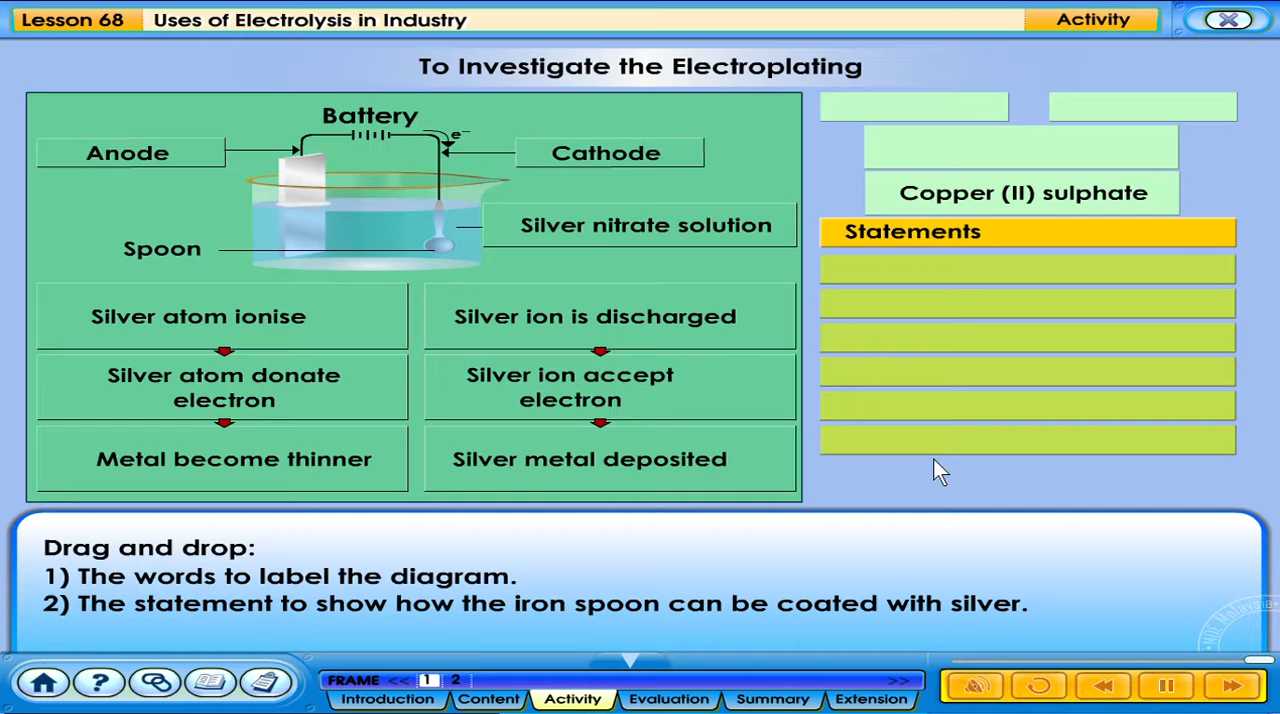 Lesson 68 Uses of Electrolysis in Industry Activity
To Investigate the Electroplating
Battery
e⁻
Anode
Cathode
Silver nitrate solution
Spoon
Silver atom ionise
Silver atom donate
electron
Metal become thinner
Silver ion is discharged
Silver ion accept
electron
Silver metal deposited
Copper (II) sulphate
Statements
Drag and drop:
1) The words to label the diagram.
2) The statement to show how the iron spoon can be coated with silver.
?
FRAME << 1 2 >>
Introduction Content Activity Evaluation Summary Extension